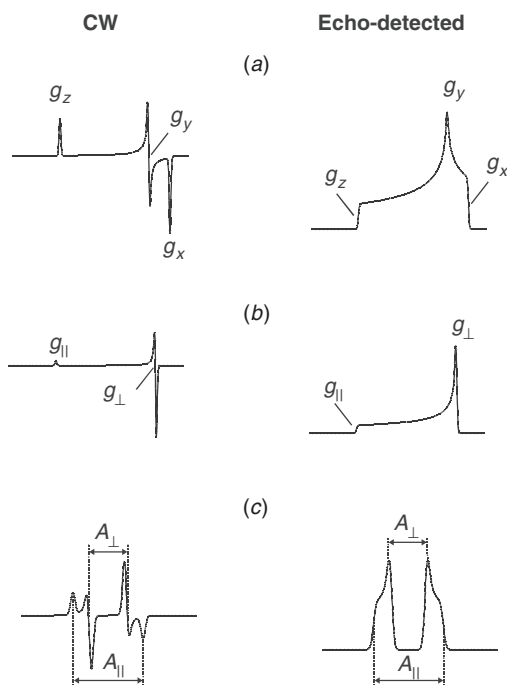 CW Echo-detected
(a)
g_z g_y g_x
g_z g_y g_x
(b)
g_|| g_⊥
g_|| g_⊥
(c)
A_⊥ A_⊥
A_|| A_||